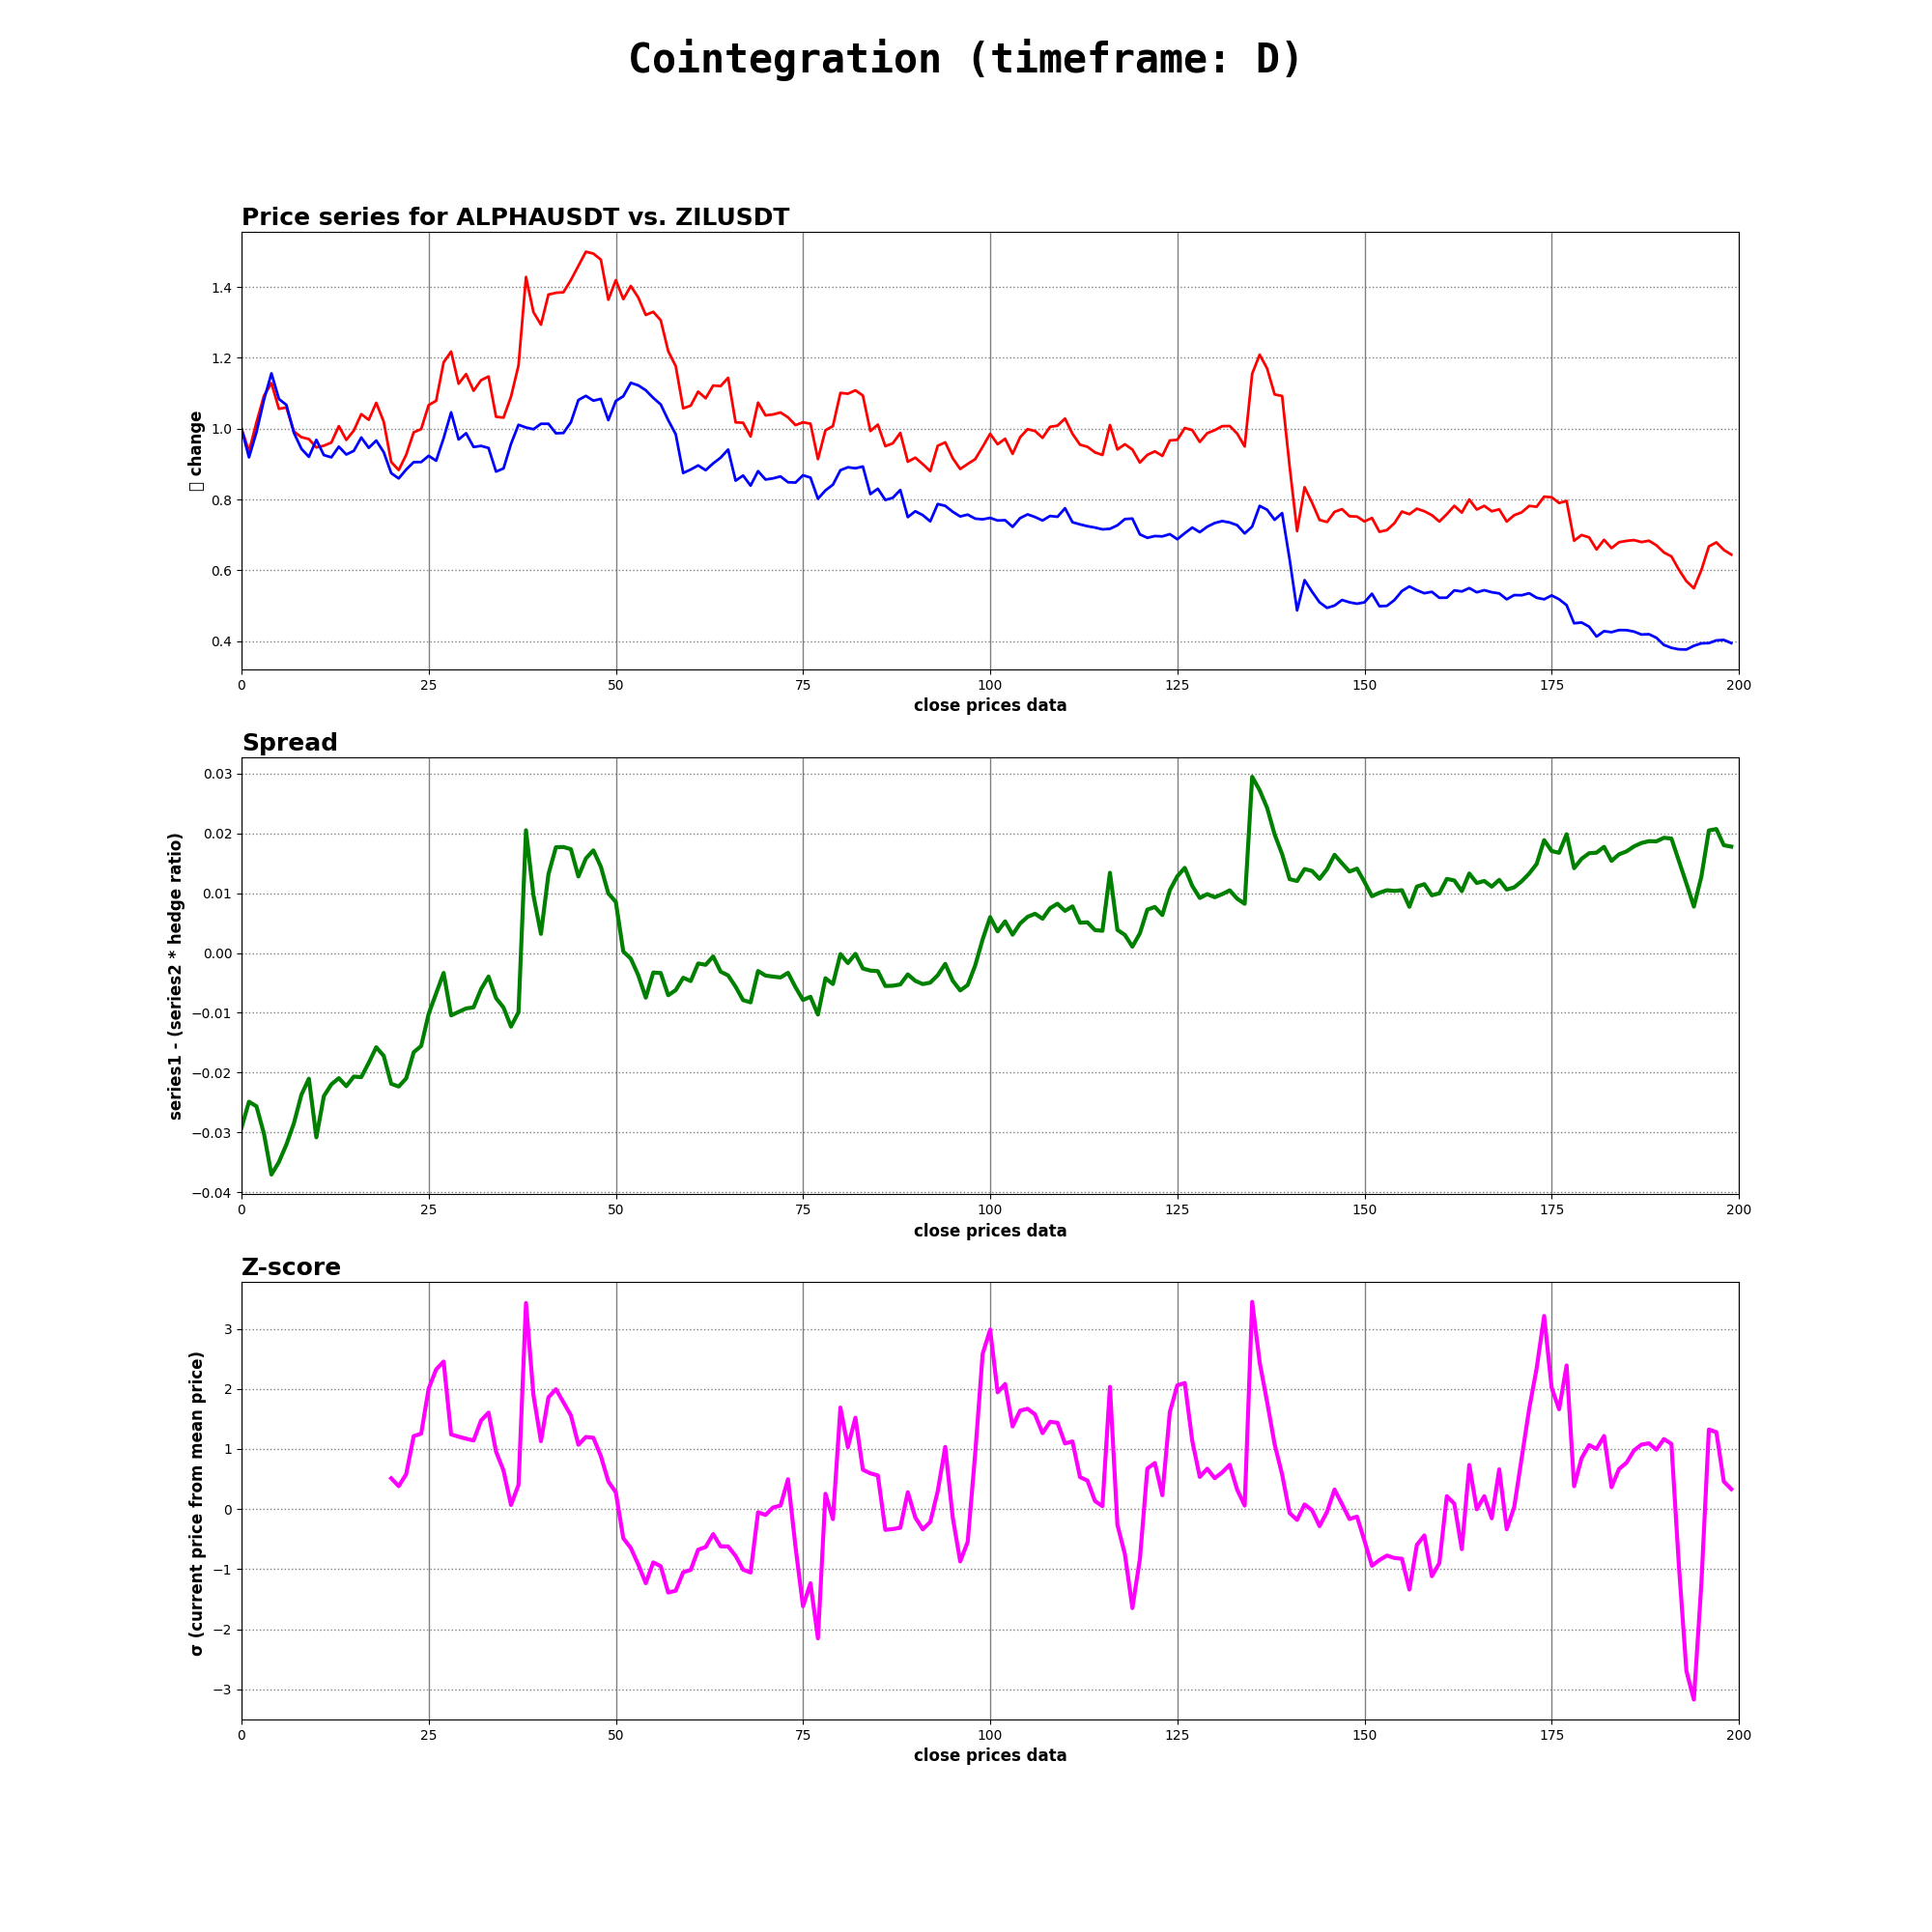 Cointegration (timeframe: D)
Price series for ALPHAUSDT vs. ZILUSDT
change
1.4
1.2
1.0
0.8
0.6
0.4
0 25 50 75 100 125 150 175 200
close prices data
Spread
series1 - (series2 * hedge ratio)
0.03
0.02
0.01
0.00
−0.01
−0.02
−0.03
−0.04
0 25 50 75 100 125 150 175 200
close prices data
Z-score
σ (current price from mean price)
3
2
1
0
−1
−2
−3
0 25 50 75 100 125 150 175 200
close prices data